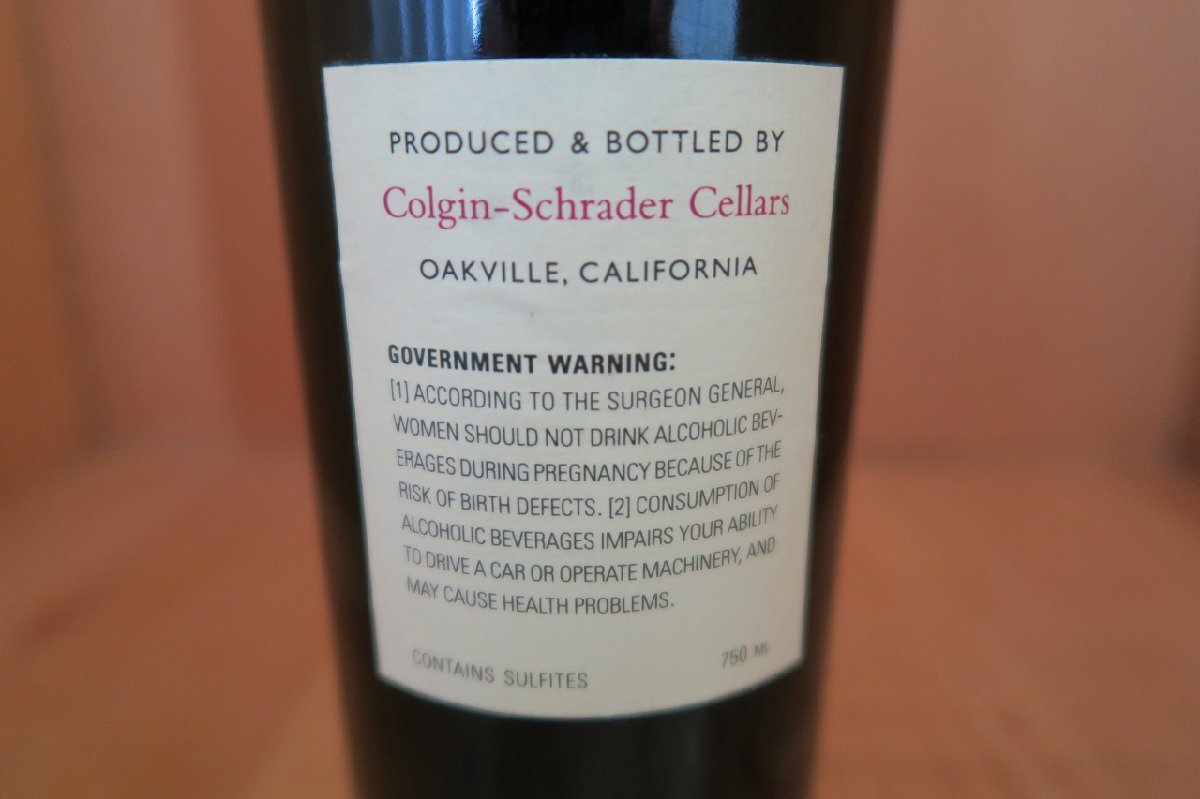 PRODUCED & BOTTLED BY
Colgin-Schrader Cellars
OAKVILLE, CALIFORNIA
GOVERNMENT WARNING:
[1] ACCORDING TO THE SURGEON GENERAL,
WOMEN SHOULD NOT DRINK ALCOHOLIC BEV-
ERAGES DURING PREGNANCY BECAUSE OF THE
RISK OF BIRTH DEFECTS. [2] CONSUMPTION OF
ALCOHOLIC BEVERAGES IMPAIRS YOUR ABILITY
TO DRIVE A CAR OR OPERATE MACHINERY, AND
MAY CAUSE HEALTH PROBLEMS.
CONTAINS SULFITES 750 ML